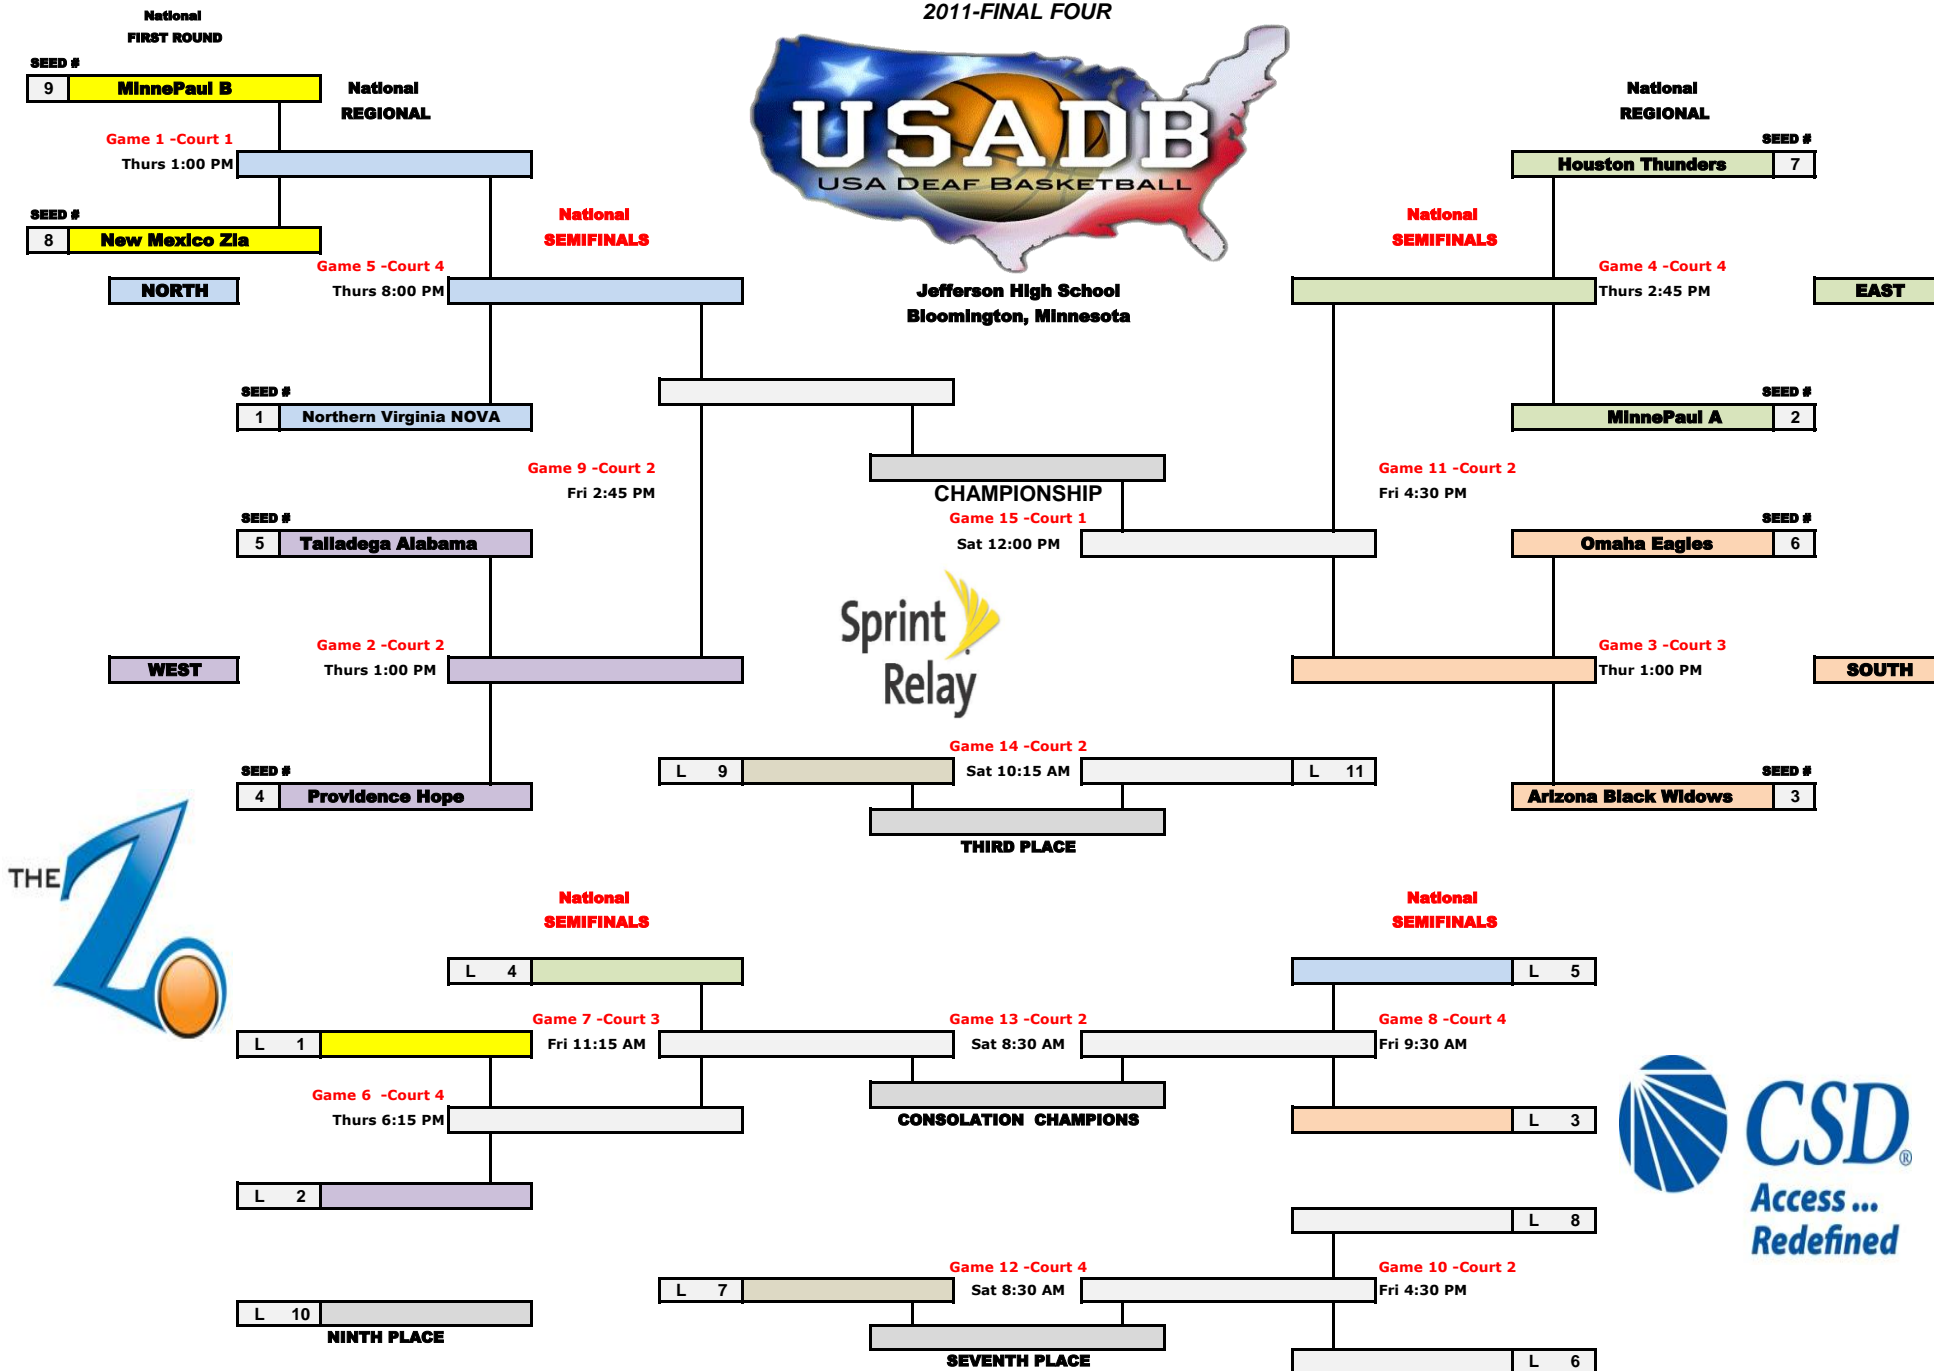 2011-FINAL FOUR
National
FIRST ROUND
SEED #
9 MinnePaul B
National
REGIONAL
National
REGIONAL
USADB
USA DEAF BASKETBALL
Game 1 -Court 1
Thurs 1:00 PM
SEED #
Houston Thunders 7
SEED #
8 New Mexico Zia
National
SEMIFINALS
National
SEMIFINALS
Game 5 -Court 4
Thurs 8:00 PM
NORTH
Jefferson High School
Bloomington, Minnesota
Game 4 -Court 4
Thurs 2:45 PM
EAST
SEED #
1 Northern Virginia NOVA
SEED #
MinnePaul A 2
Game 9 -Court 2
Fri 2:45 PM
CHAMPIONSHIP
Game 15 -Court 1
Sat 12:00 PM
Game 11 -Court 2
Fri 4:30 PM
SEED #
5 Talladega Alabama
SEED #
Omaha Eagles 6
Sprint
Relay
Game 2 -Court 2
Thurs 1:00 PM
WEST
Game 3 -Court 3
Thur 1:00 PM
SOUTH
Game 14 -Court 2
L 9 Sat 10:15 AM L 11
SEED #
4 Providence Hope
SEED #
Arizona Black Widows 3
THIRD PLACE
THE Zo
National
SEMIFINALS
National
SEMIFINALS
L 4
L 5
Game 7 -Court 3
Fri 11:15 AM
Game 13 -Court 2
Sat 8:30 AM
Game 8 -Court 4
Fri 9:30 AM
L 1
Game 6 -Court 4
Thurs 6:15 PM
CONSOLATION CHAMPIONS
L 3
L 2
CSD®
Access ...
Redefined
L 8
Game 12 -Court 4
L 7 Sat 8:30 AM
Game 10 -Court 2
Fri 4:30 PM
L 10
NINTH PLACE
SEVENTH PLACE
L 6